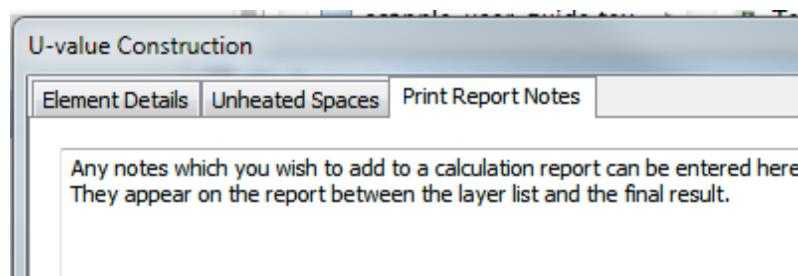 U-value Construction
Element Details Unheated Spaces Print Report Notes
Any notes which you wish to add to a calculation report can be entered here
They appear on the report between the layer list and the final result.